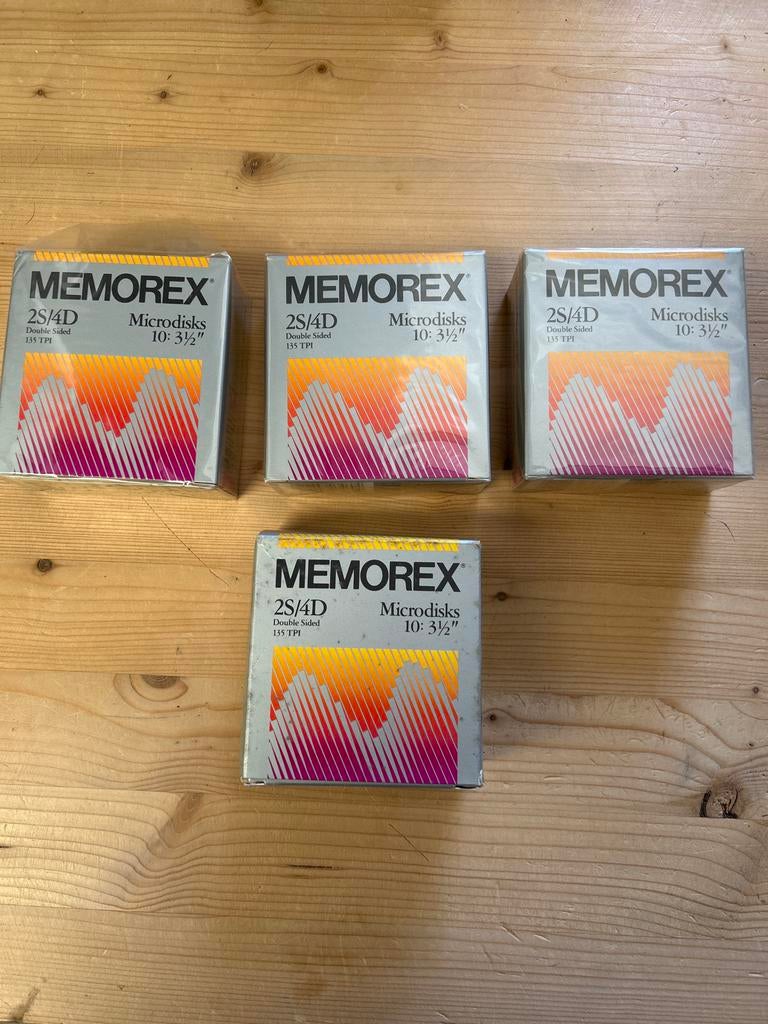 MEMOREX®
2S/4D
Double Sided
135 TPI
Microdisks
10: 3½"
MEMOREX®
2S/4D
Double Sided
135 TPI
Microdisks
10: 3½"
MEMOREX®
2S/4D
Double Sided
135 TPI
Microdisks
10: 3½"
MEMOREX®
2S/4D
Double Sided
135 TPI
Microdisks
10: 3½"